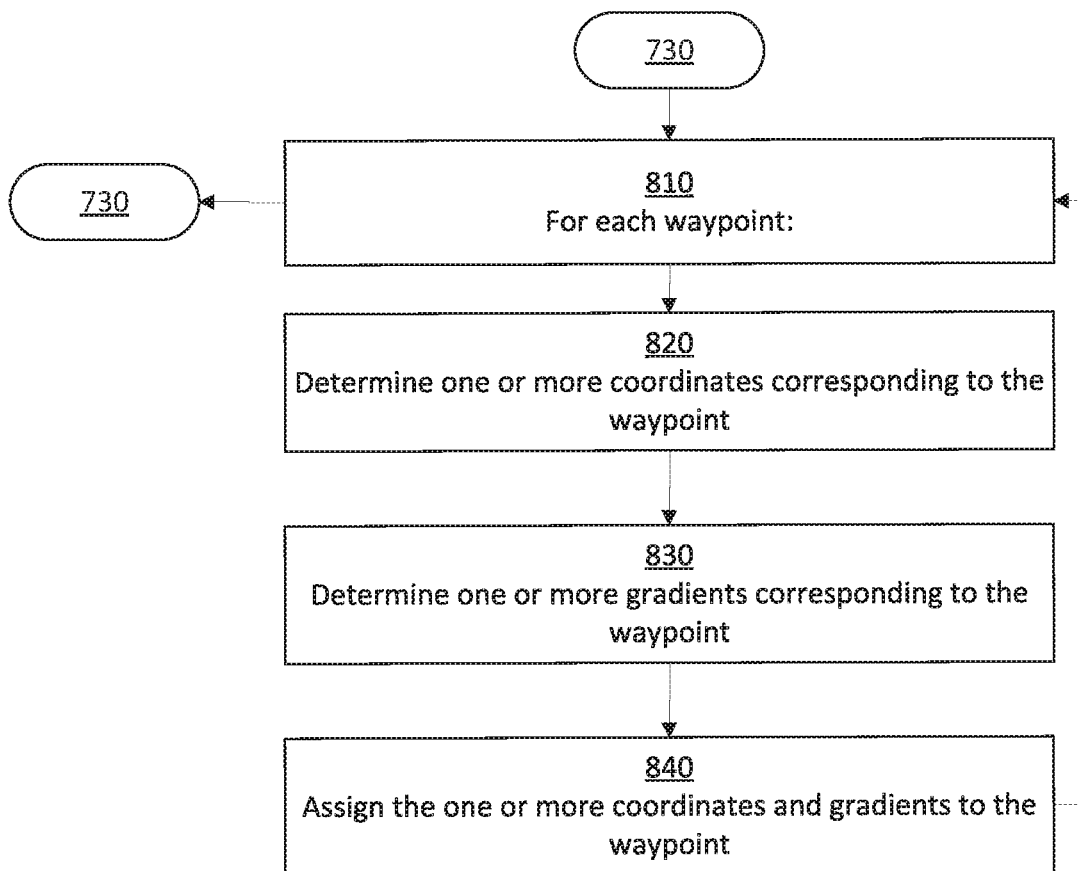 730
730
810
For each waypoint:
820
Determine one or more coordinates corresponding to the
waypoint
830
Determine one or more gradients corresponding to the
waypoint
840
Assign the one or more coordinates and gradients to the
waypoint